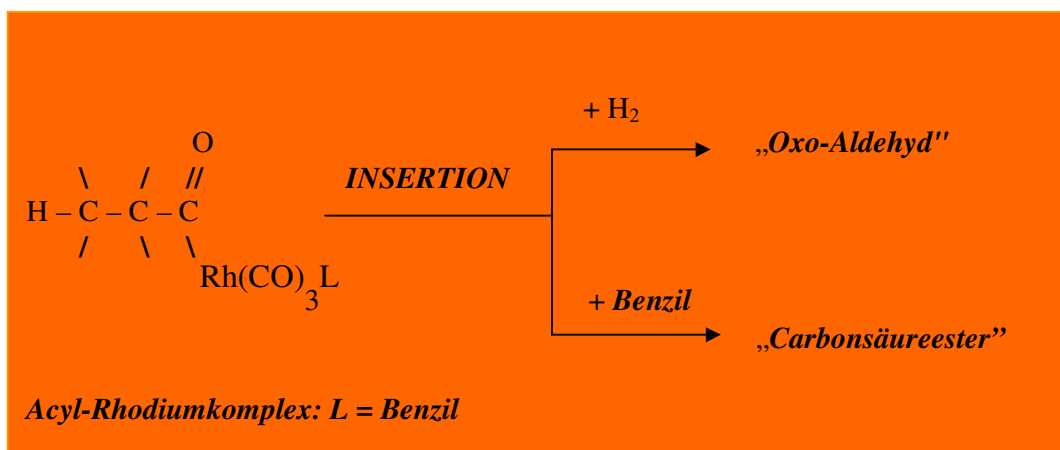 + H₂
„Oxo-Aldehyd"
O
\ / //
INSERTION
H – C – C – C
/ \ \
Rh(CO)₃L
+ Benzil
„Carbonsäureester”
Acyl-Rhodiumkomplex: L = Benzil